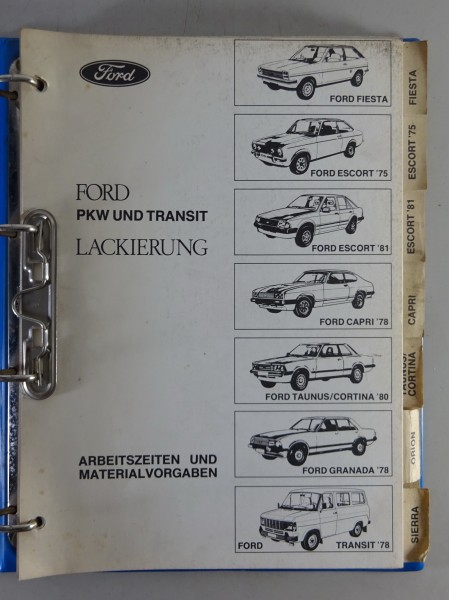 Ford
FORD
PKW UND TRANSIT
LACKIERUNG
ARBEITSZEITEN UND
MATERIALVORGABEN
FORD FIESTA
FORD ESCORT '75
FORD ESCORT '81
FORD CAPRI '78
FORD TAUNUS/CORTINA '80
FORD GRANADA '78
FORD TRANSIT '78
FIESTA
ESCORT '75
ESCORT '81
CAPRI
TAUNUS/
CORTINA
ORION
SIERRA